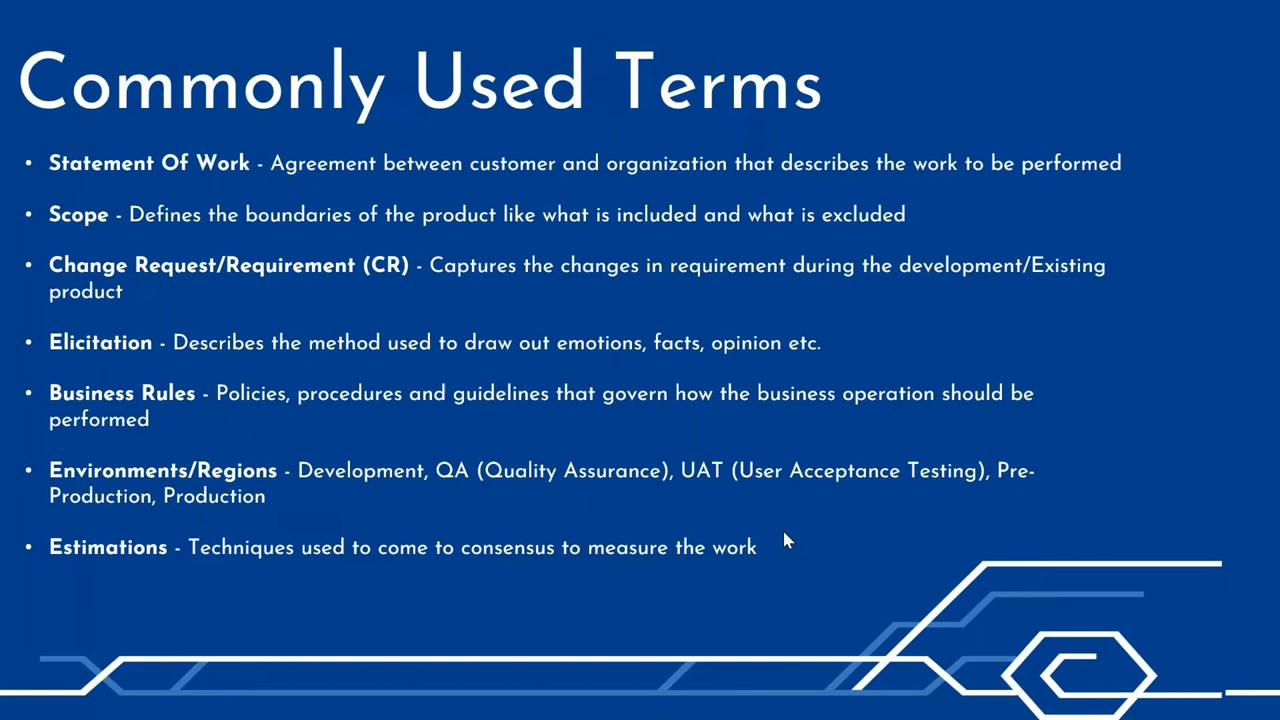 Commonly Used Terms
• Statement Of Work - Agreement between customer and organization that describes the work to be performed
• Scope - Defines the boundaries of the product like what is included and what is excluded
• Change Request/Requirement (CR) - Captures the changes in requirement during the development/Existing
product
• Elicitation - Describes the method used to draw out emotions, facts, opinion etc.
• Business Rules - Policies, procedures and guidelines that govern how the business operation should be
performed
• Environments/Regions - Development, QA (Quality Assurance), UAT (User Acceptance Testing), Pre-
Production, Production
• Estimations - Techniques used to come to consensus to measure the work